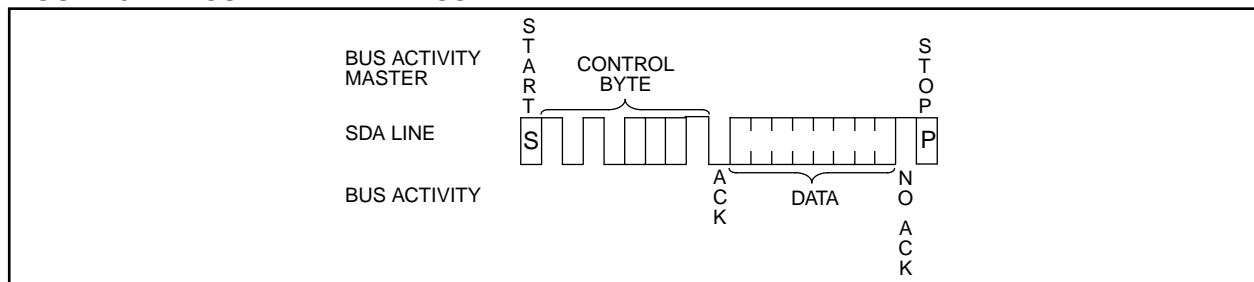 BUS ACTIVITY
MASTER
START
CONTROL
BYTE
STOP
SDA LINE
S
P
BUS ACTIVITY
ACK
DATA
NO ACK